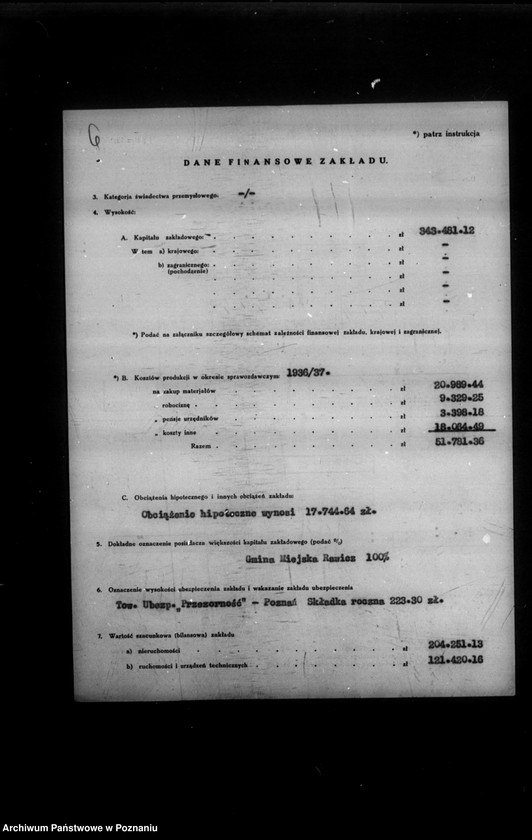 6
*) patrz instrukcja
DANE FINANSOWE ZAKŁADU.
3. Kategorja świadectwa przemysłowego: -/-
4. Wysokość:
A. Kapitału zakładowego: zł 343.481.12
W tem a) krajowego: zł -
b) zagranicznego: zł -
(pochodzenie) zł -
zł -
zł -
*) Podać na załączniku szczegółowy schemat zależności finansowej zakładu, krajowej i zagranicznej.
*) B. Kosztów produkcji w okresie sprawozdawczym: 1936/37.
na zakup materjałów zł 20.989.44
„ robociznę zł 9.329.25
„ pensje urzędników zł 3.398.18
„ koszty inne zł 18.064.49
Razem zł 51.781.36
C. Obciążenia hipotecznego i innych obciążeń zakładu:
Obciążenie hipoteczne wynosi 17.744.64 zł.
5. Dokładne oznaczenie posiadacza większości kapitału zakładowego (podać %)
Gmina Miejska Rawicz 100%
6. Oznaczenie wysokości ubezpieczenia zakładu i wskazanie zakładu ubezpieczenia
Tow. Ubezp. „Przezorność" - Poznań Składka roczna 223.30 zł.
7. Wartość szacunkowa (bilansowa) zakładu
a) nieruchomości zł 204.251.13
b) ruchomości i urządzeń technicznych zł 121.420.16
Archiwum Państwowe w Poznaniu